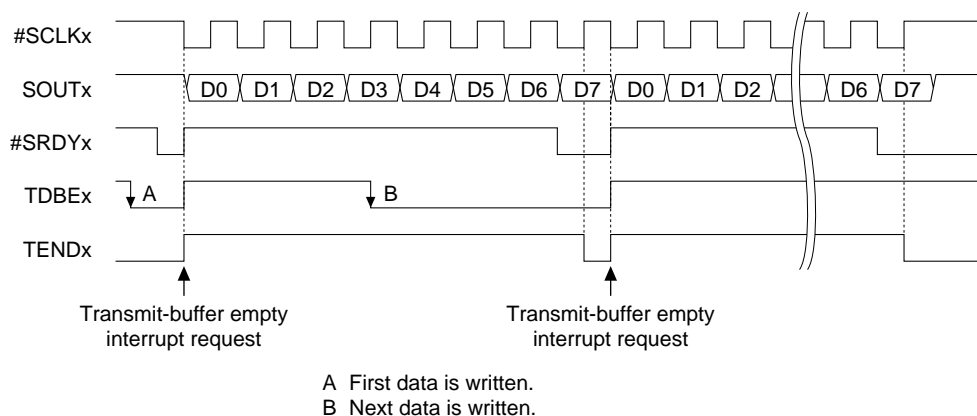 #SCLKx
SOUTx D0 D1 D2 D3 D4 D5 D6 D7 D0 D1 D2 D6 D7
#SRDYx
TDBEx A B
TENDx
Transmit-buffer empty
interrupt request
Transmit-buffer empty
interrupt request
A First data is written.
B Next data is written.